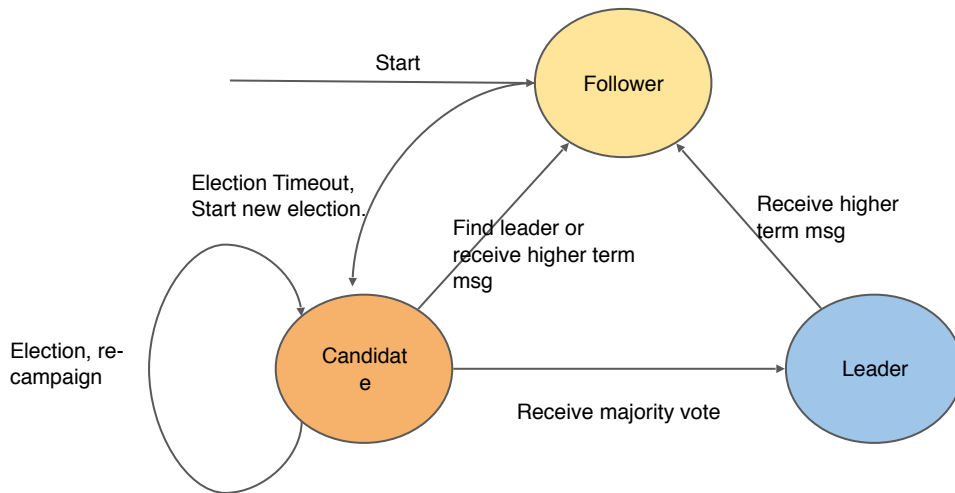 Start
Follower
Election Timeout,
Start new election.
Find leader or
receive higher term
msg
Receive higher
term msg
Election, re-
campaign
Candidat
e
Leader
Receive majority vote